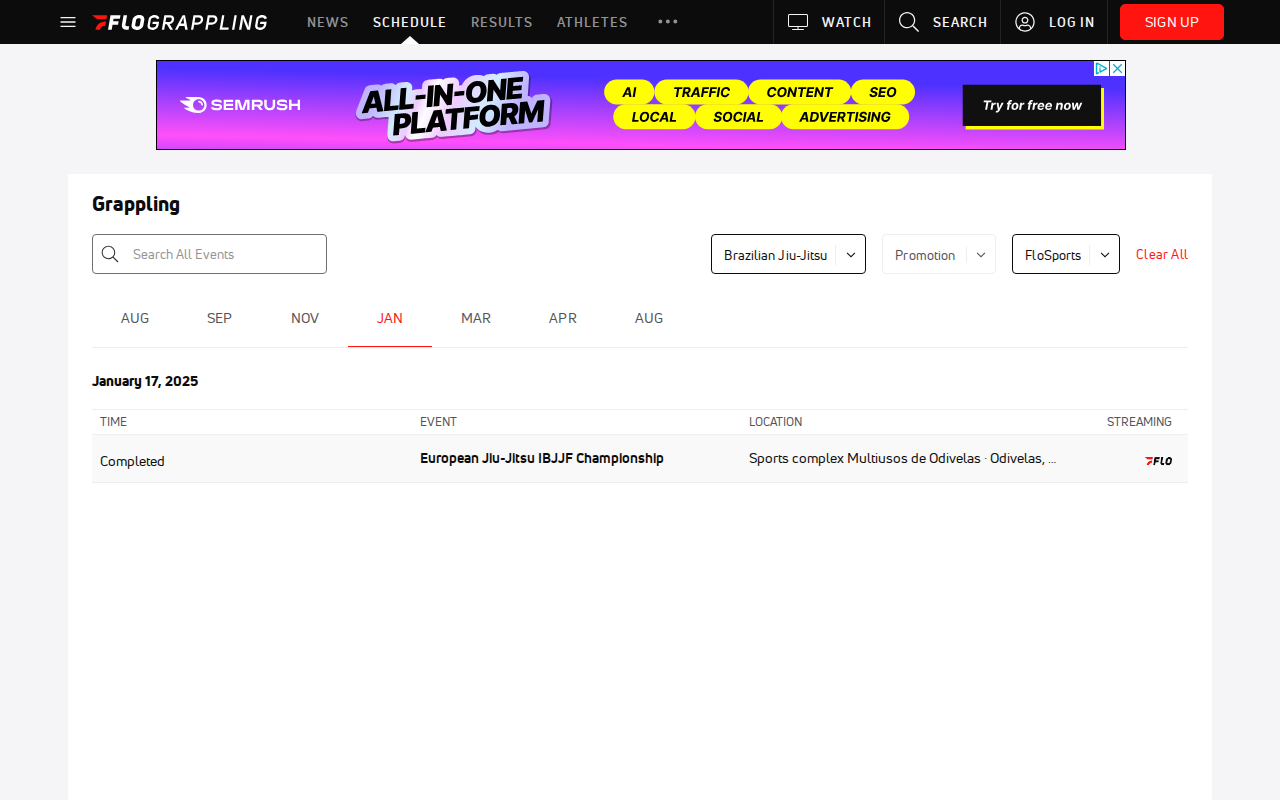 FLOGRAPPLING NEWS SCHEDULE RESULTS ATHLETES WATCH SEARCH LOG IN SIGN UP
SEMRUSH ALL-IN-ONE PLATFORM AI TRAFFIC CONTENT SEO LOCAL SOCIAL ADVERTISING Try for free now
Grappling
Search All Events Brazilian Jiu-Jitsu Promotion FloSports Clear All
AUG SEP NOV JAN MAR APR AUG
January 17, 2025
TIME EVENT LOCATION STREAMING
Completed European Jiu-Jitsu IBJJF Championship Sports complex Multiusos de Odivelas · Odivelas, ... FLO